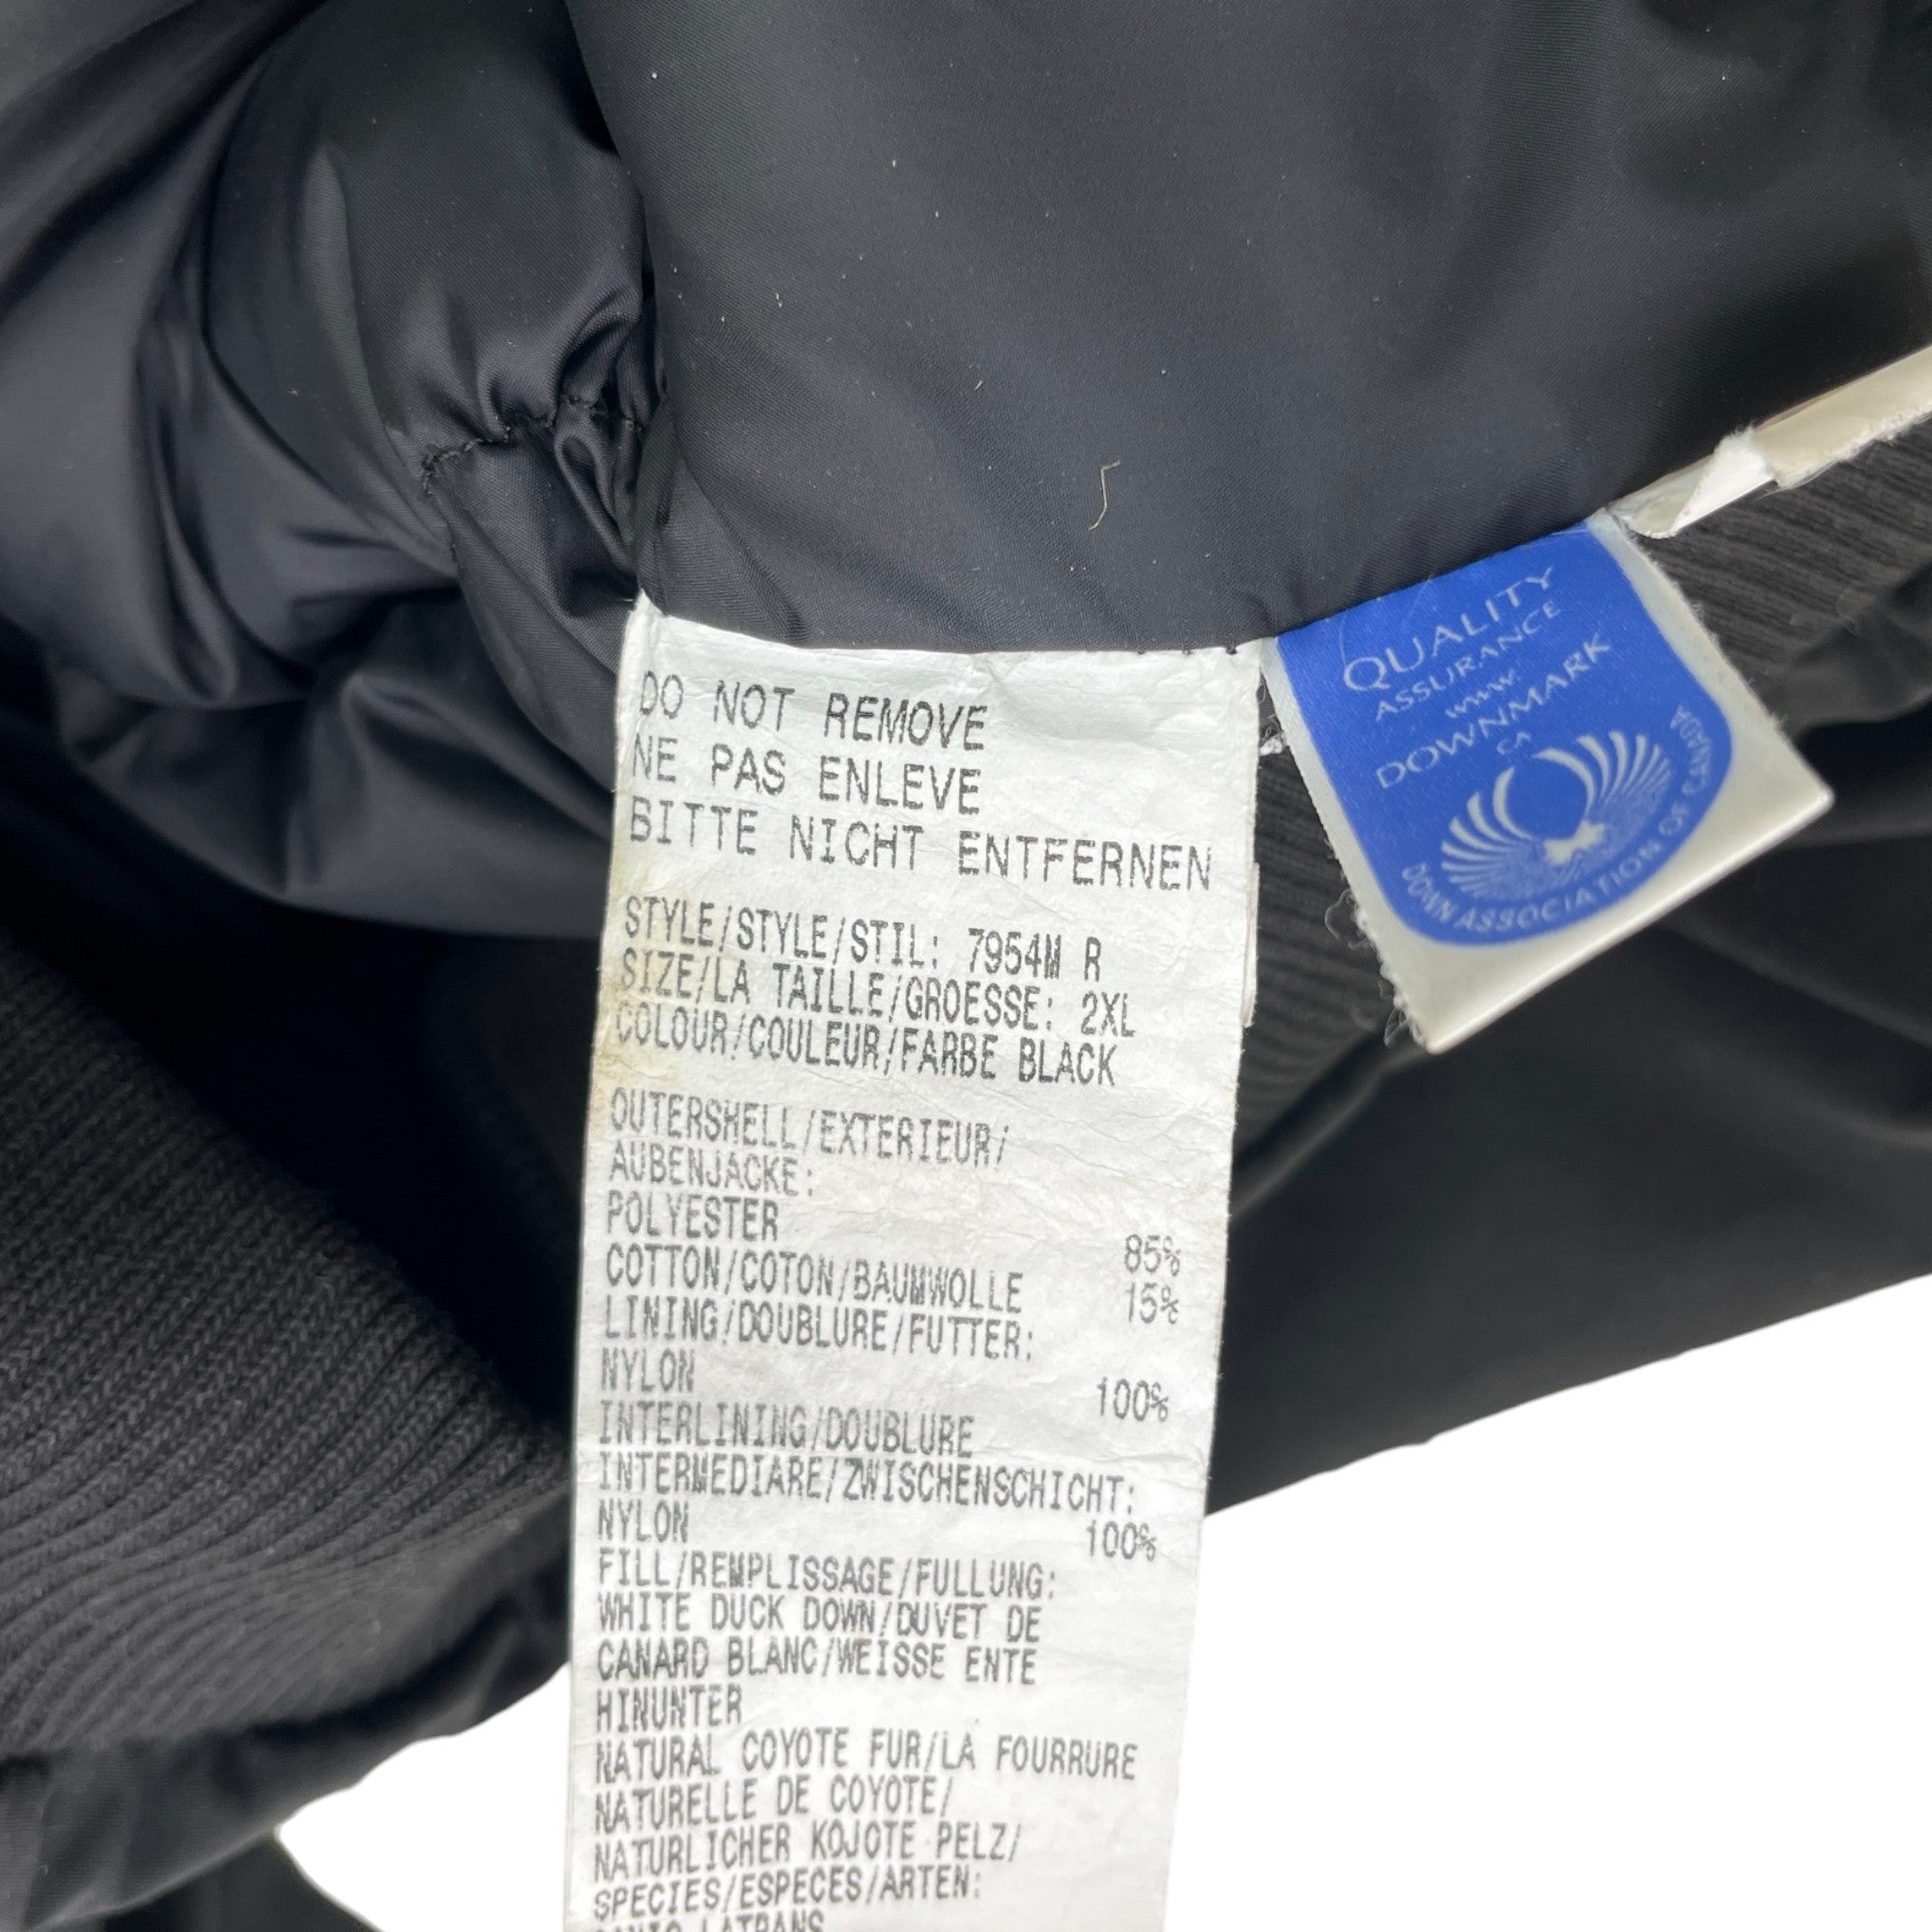 DO NOT REMOVE
NE PAS ENLEVE
BITTE NICHT ENTFERNEN
STYLE/STYLE/STIL: 7954M R
SIZE/LA TAILLE/GROESSE: 2XL
COLOUR/COULEUR/FARBE BLACK
OUTERSHELL/EXTERIEUR/
AUBENJACKE:
POLYESTER 85%
COTTON/COTON/BAUMWOLLE 15%
LINING/DOUBLURE/FUTTER:
NYLON 100%
INTERLINING/DOUBLURE
INTERMEDIARE/ZWISCHENSCHICHT:
NYLON 100%
FILL/REMPLISSAGE/FULLUNG:
WHITE DUCK DOWN/DUVET DE
CANARD BLANC/WEISSE ENTE
HINUNTER
NATURAL COYOTE FUR/LA FOURRURE
NATURELLE DE COYOTE/
NATURLICHER KOJOTE PELZ/
SPECIES/ESPECES/ARTEN:
CANIS LATRANS
QUALITY
ASSURANCE
www.
DOWNMARK
CA
DOWN ASSOCIATION OF CANADA